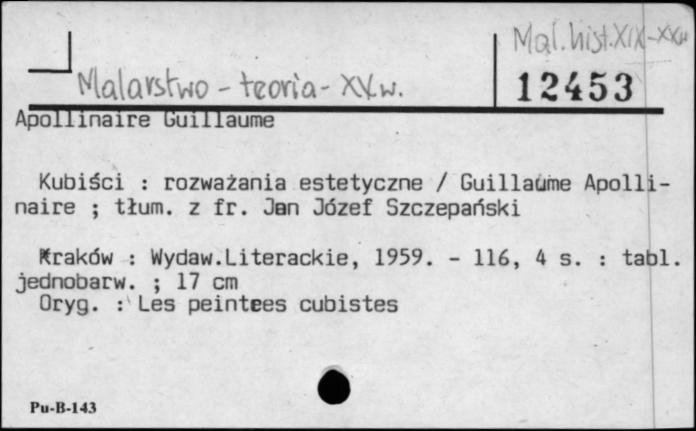 Mal. hist. XIX-XXw
Malarstwo - teoria - XX w.
12453
Apollinaire Guillaume
Kubiści : rozważania estetyczne / Guillaume Apolli-
naire ; tłum. z fr. Jan Józef Szczepański
Kraków : Wydaw.Literackie, 1959. - 116, 4 s. : tabl.
jednobarw. ; 17 cm
Oryg. : Les peintees cubistes
Pu-B-143